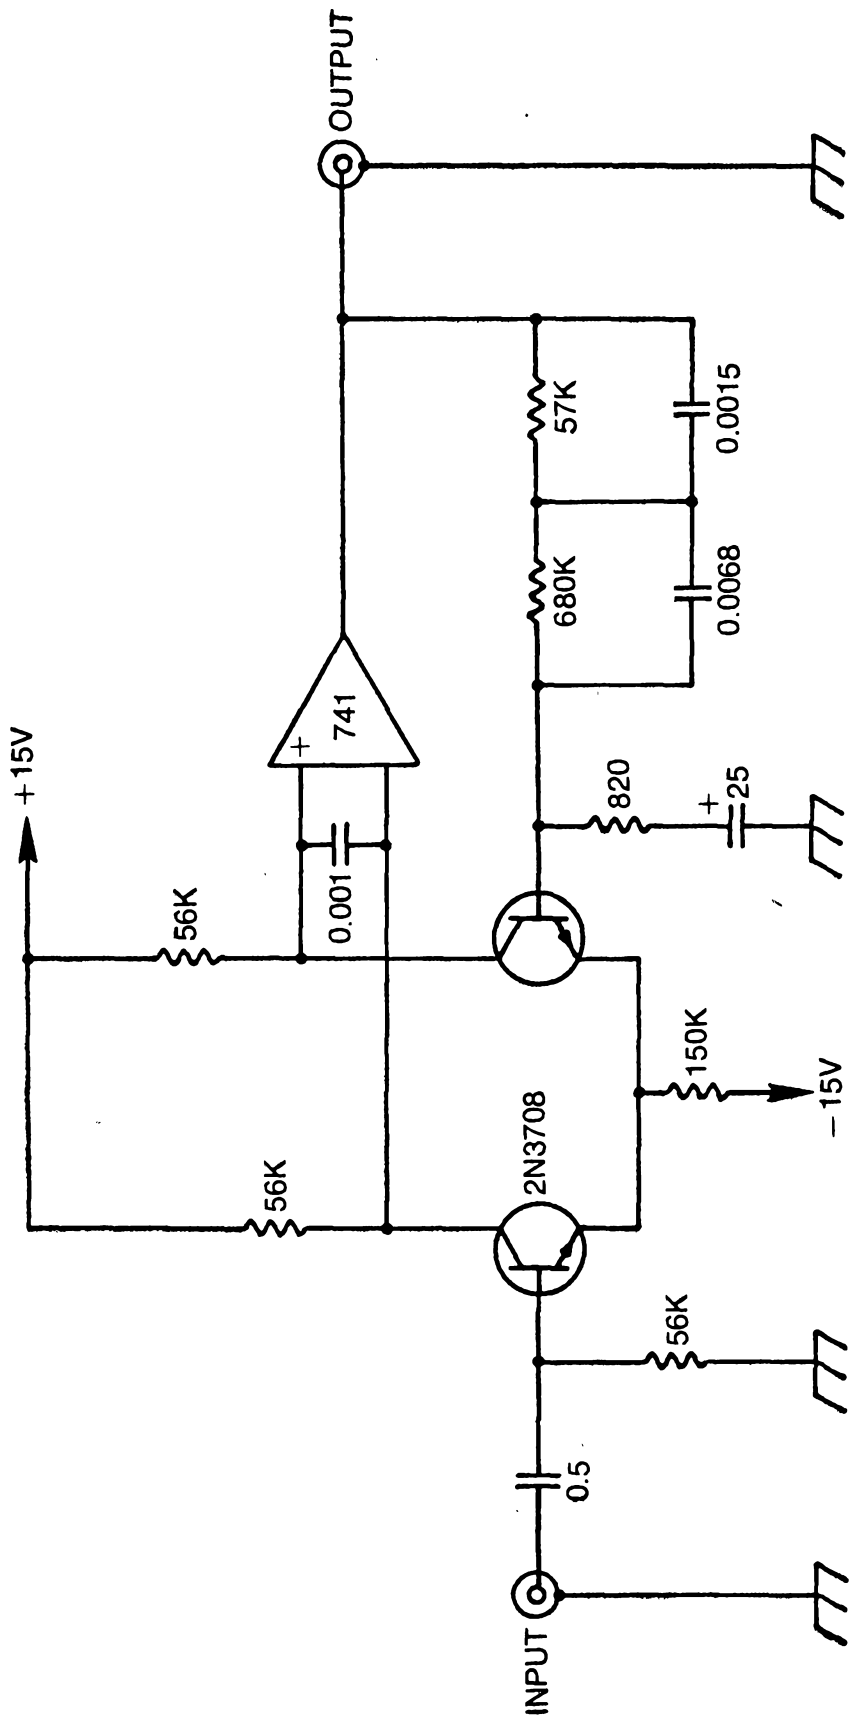 +15V
56K
56K
0.001
+
741
OUTPUT
INPUT
0.5
56K
2N3708
150K
−15V
820
+
25
680K
57K
0.0068
0.0015